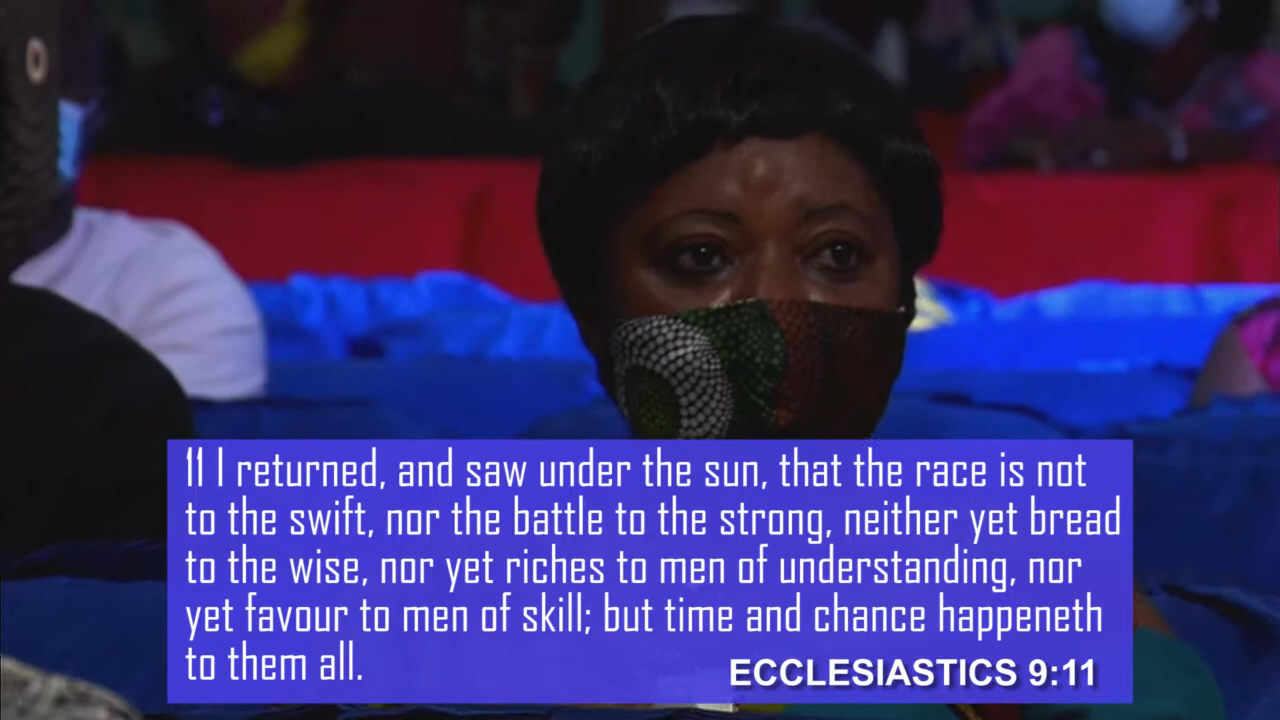 11 I returned, and saw under the sun, that the race is not
to the swift, nor the battle to the strong, neither yet bread
to the wise, nor yet riches to men of understanding, nor
yet favour to men of skill; but time and chance happeneth
to them all.
ECCLESIASTICS 9:11